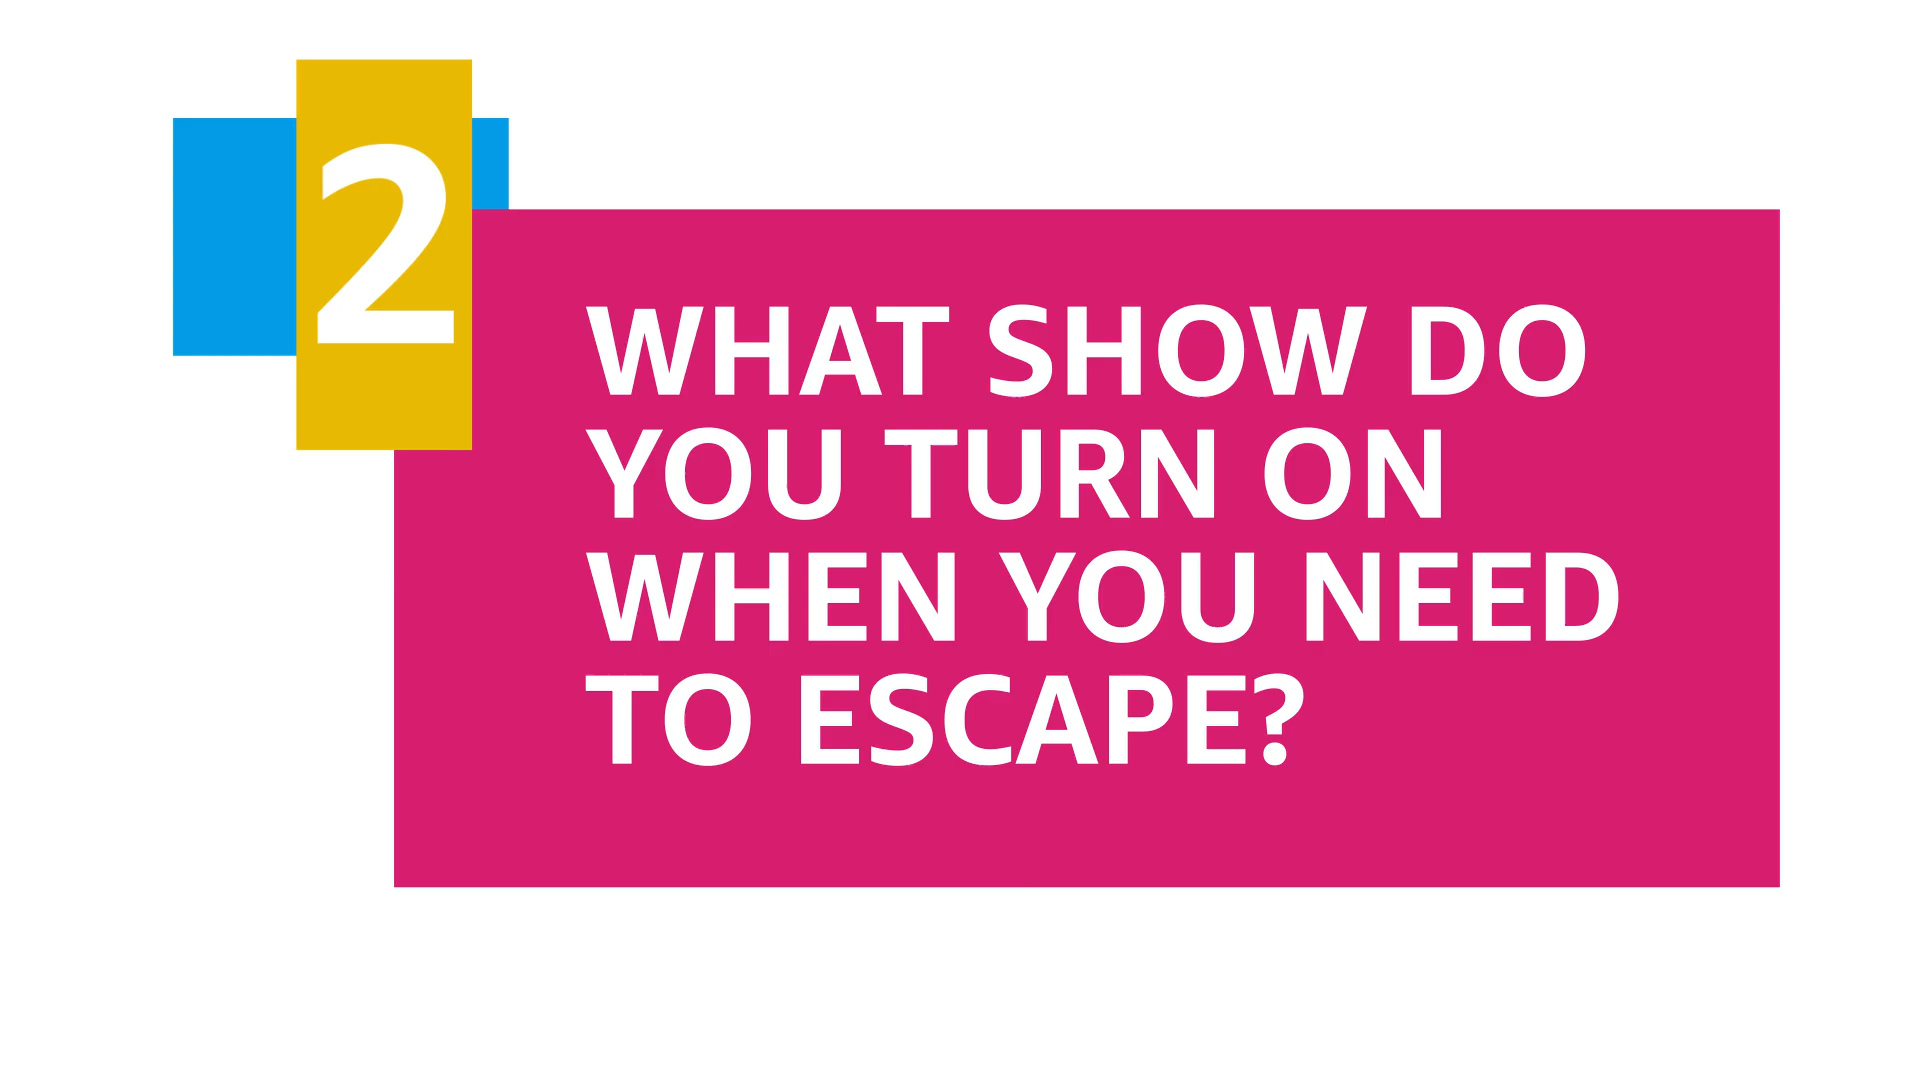 2
WHAT SHOW DO
YOU TURN ON
WHEN YOU NEED
TO ESCAPE?